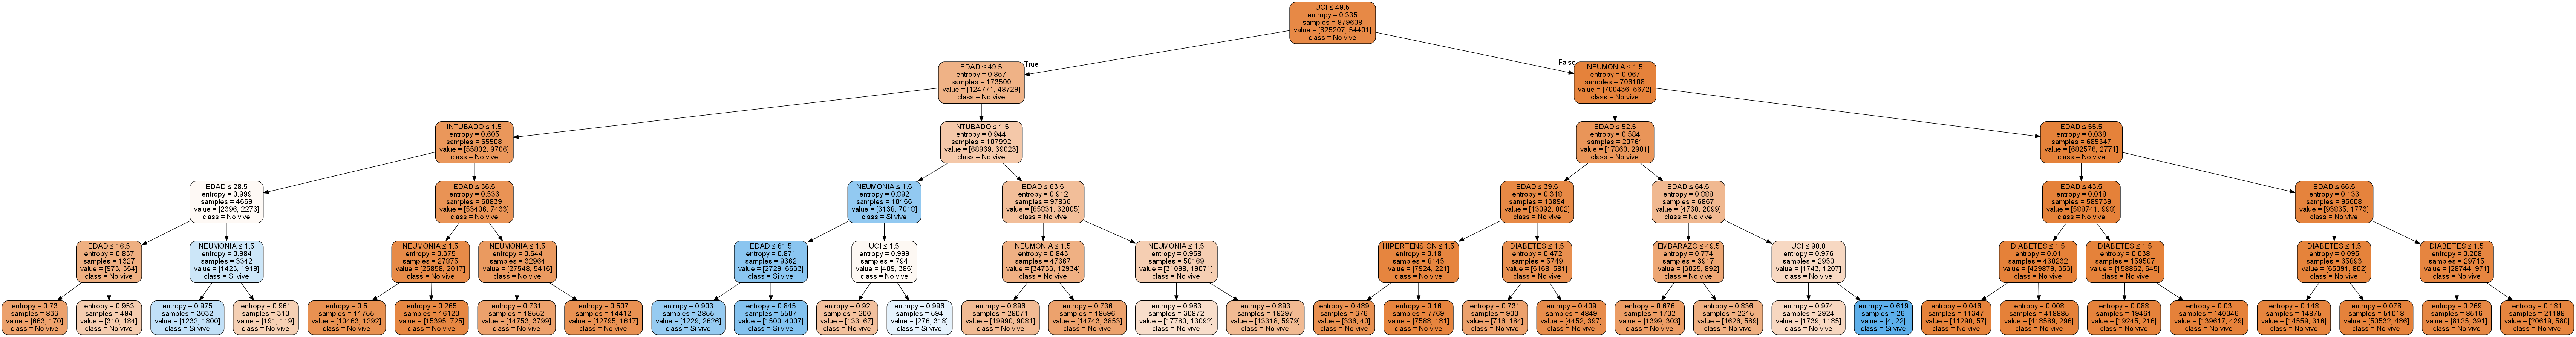 UCI ≤ 49.5
entropy = 0.335
samples = 879608
value = [825207, 54401]
class = No vive
True
False
EDAD ≤ 49.5
entropy = 0.857
samples = 173500
value = [124771, 48729]
class = No vive
NEUMONIA ≤ 1.5
entropy = 0.067
samples = 706108
value = [700436, 5672]
class = No vive
INTUBADO ≤ 1.5
entropy = 0.605
samples = 65508
value = [55802, 9706]
class = No vive
INTUBADO ≤ 1.5
entropy = 0.944
samples = 107992
value = [68969, 39023]
class = No vive
EDAD ≤ 52.5
entropy = 0.584
samples = 20761
value = [17860, 2901]
class = No vive
EDAD ≤ 55.5
entropy = 0.038
samples = 685347
value = [682576, 2771]
class = No vive
EDAD ≤ 28.5
entropy = 0.999
samples = 4669
value = [2396, 2273]
class = No vive
EDAD ≤ 36.5
entropy = 0.536
samples = 60839
value = [53406, 7433]
class = No vive
NEUMONIA ≤ 1.5
entropy = 0.892
samples = 10156
value = [3138, 7018]
class = Si vive
EDAD ≤ 63.5
entropy = 0.912
samples = 97836
value = [65831, 32005]
class = No vive
EDAD ≤ 39.5
entropy = 0.318
samples = 13894
value = [13092, 802]
class = No vive
EDAD ≤ 64.5
entropy = 0.888
samples = 6867
value = [4768, 2099]
class = No vive
EDAD ≤ 43.5
entropy = 0.018
samples = 589739
value = [588741, 998]
class = No vive
EDAD ≤ 66.5
entropy = 0.133
samples = 95608
value = [93835, 1773]
class = No vive
EDAD ≤ 16.5
entropy = 0.837
samples = 1327
value = [973, 354]
class = No vive
NEUMONIA ≤ 1.5
entropy = 0.984
samples = 3342
value = [1423, 1919]
class = Si vive
NEUMONIA ≤ 1.5
entropy = 0.375
samples = 27875
value = [25858, 2017]
class = No vive
NEUMONIA ≤ 1.5
entropy = 0.644
samples = 32964
value = [27548, 5416]
class = No vive
EDAD ≤ 61.5
entropy = 0.871
samples = 9362
value = [2729, 6633]
class = Si vive
UCI ≤ 1.5
entropy = 0.999
samples = 794
value = [409, 385]
class = No vive
NEUMONIA ≤ 1.5
entropy = 0.843
samples = 47667
value = [34733, 12934]
class = No vive
NEUMONIA ≤ 1.5
entropy = 0.958
samples = 50169
value = [31098, 19071]
class = No vive
HIPERTENSION ≤ 1.5
entropy = 0.18
samples = 8145
value = [7924, 221]
class = No vive
DIABETES ≤ 1.5
entropy = 0.472
samples = 5749
value = [5168, 581]
class = No vive
EMBARAZO ≤ 49.5
entropy = 0.774
samples = 3917
value = [3025, 892]
class = No vive
UCI ≤ 98.0
entropy = 0.976
samples = 2950
value = [1743, 1207]
class = No vive
DIABETES ≤ 1.5
entropy = 0.01
samples = 430232
value = [429879, 353]
class = No vive
DIABETES ≤ 1.5
entropy = 0.038
samples = 159507
value = [158862, 645]
class = No vive
DIABETES ≤ 1.5
entropy = 0.095
samples = 65893
value = [65091, 802]
class = No vive
DIABETES ≤ 1.5
entropy = 0.208
samples = 29715
value = [28744, 971]
class = No vive
entropy = 0.73
samples = 833
value = [663, 170]
class = No vive
entropy = 0.953
samples = 494
value = [310, 184]
class = No vive
entropy = 0.975
samples = 3032
value = [1232, 1800]
class = Si vive
entropy = 0.961
samples = 310
value = [191, 119]
class = No vive
entropy = 0.5
samples = 11755
value = [10463, 1292]
class = No vive
entropy = 0.265
samples = 16120
value = [15395, 725]
class = No vive
entropy = 0.731
samples = 18552
value = [14753, 3799]
class = No vive
entropy = 0.507
samples = 14412
value = [12795, 1617]
class = No vive
entropy = 0.903
samples = 3855
value = [1229, 2626]
class = Si vive
entropy = 0.845
samples = 5507
value = [1500, 4007]
class = Si vive
entropy = 0.92
samples = 200
value = [133, 67]
class = No vive
entropy = 0.996
samples = 594
value = [276, 318]
class = Si vive
entropy = 0.896
samples = 29071
value = [19990, 9081]
class = No vive
entropy = 0.736
samples = 18596
value = [14743, 3853]
class = No vive
entropy = 0.983
samples = 30872
value = [17780, 13092]
class = No vive
entropy = 0.893
samples = 19297
value = [13318, 5979]
class = No vive
entropy = 0.489
samples = 376
value = [336, 40]
class = No vive
entropy = 0.16
samples = 7769
value = [7588, 181]
class = No vive
entropy = 0.731
samples = 900
value = [716, 184]
class = No vive
entropy = 0.409
samples = 4849
value = [4452, 397]
class = No vive
entropy = 0.676
samples = 1702
value = [1399, 303]
class = No vive
entropy = 0.836
samples = 2215
value = [1626, 589]
class = No vive
entropy = 0.974
samples = 2924
value = [1739, 1185]
class = No vive
entropy = 0.619
samples = 26
value = [4, 22]
class = Si vive
entropy = 0.046
samples = 11347
value = [11290, 57]
class = No vive
entropy = 0.008
samples = 418885
value = [418589, 296]
class = No vive
entropy = 0.088
samples = 19461
value = [19245, 216]
class = No vive
entropy = 0.03
samples = 140046
value = [139617, 429]
class = No vive
entropy = 0.148
samples = 14875
value = [14559, 316]
class = No vive
entropy = 0.078
samples = 51018
value = [50532, 486]
class = No vive
entropy = 0.269
samples = 8516
value = [8125, 391]
class = No vive
entropy = 0.181
samples = 21199
value = [20619, 580]
class = No vive